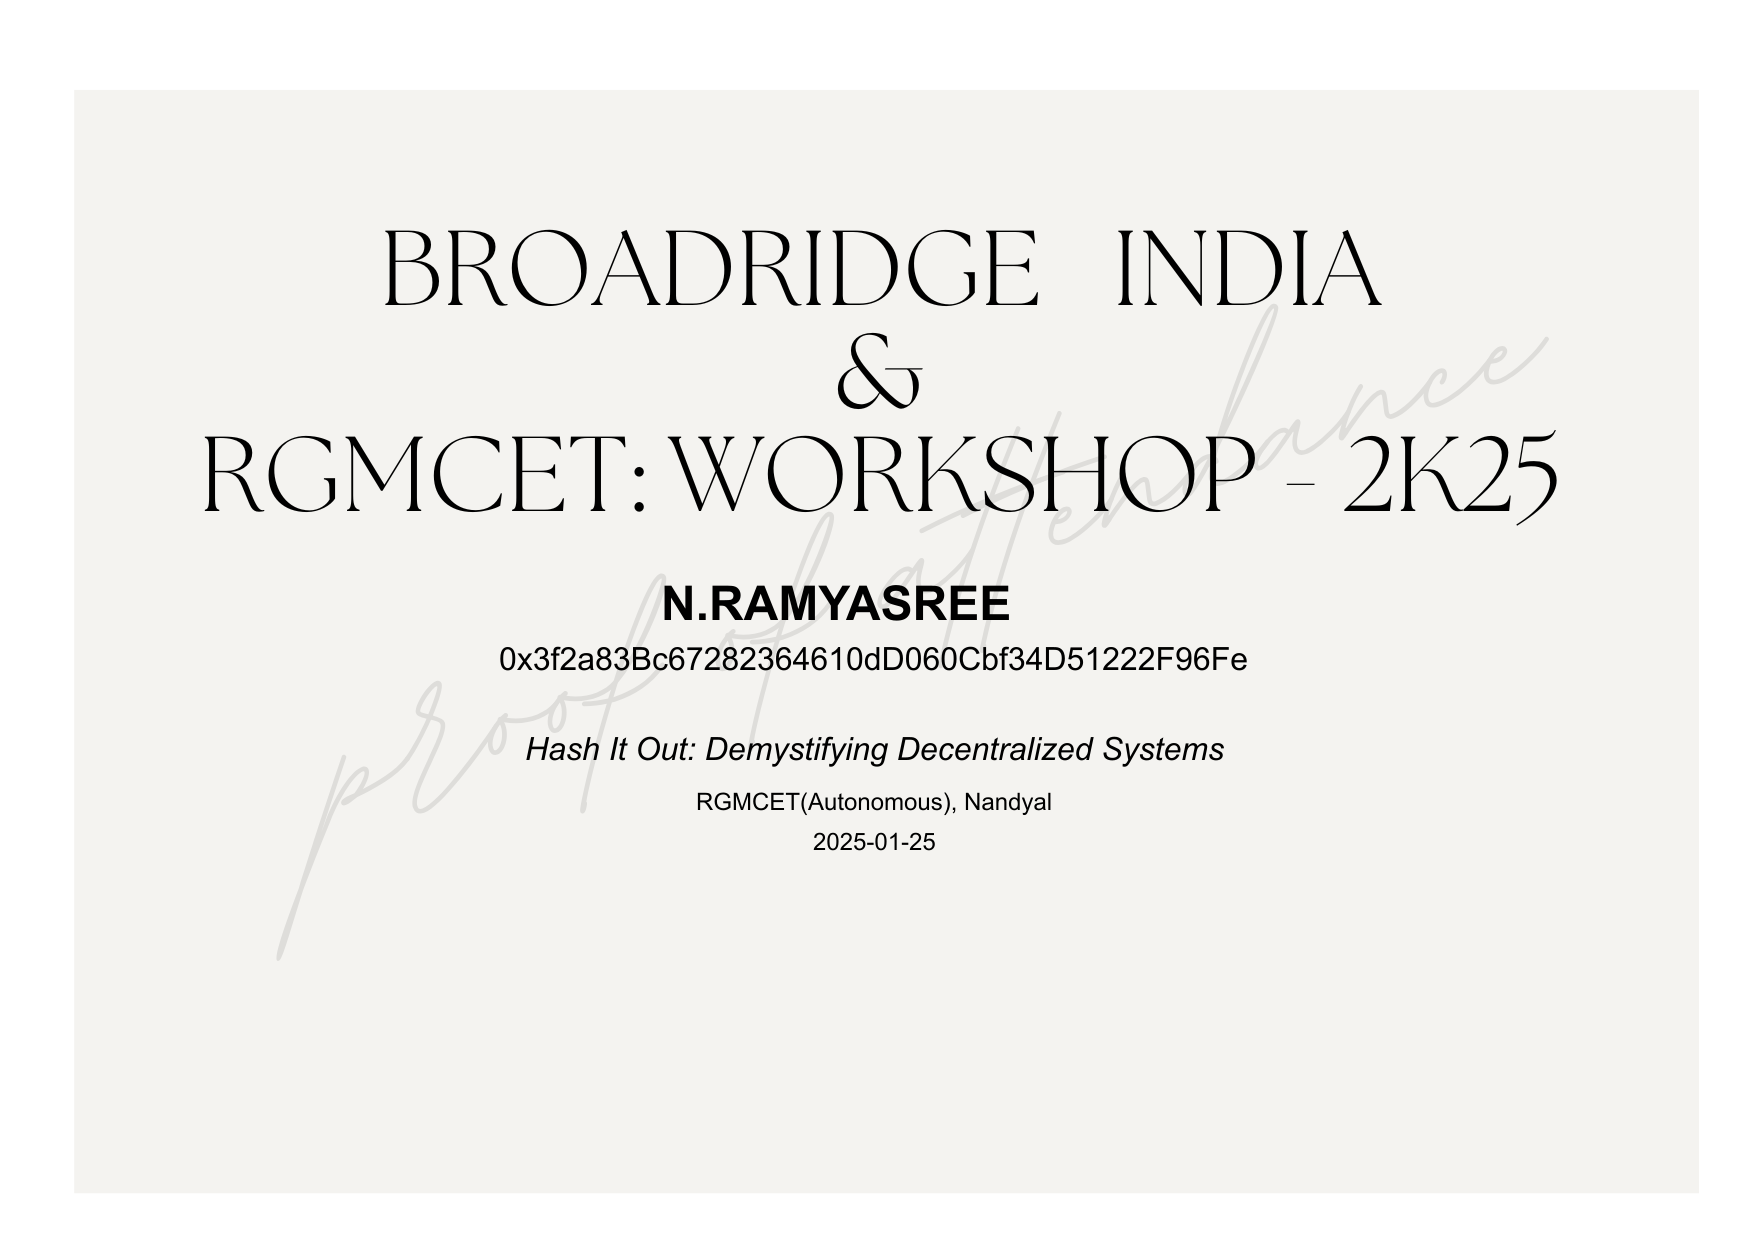 BROADRIDGE INDIA
&
RGMCET: WORKSHOP - 2K25
proof of attendance
N.RAMYASREE
0x3f2a83Bc67282364610dD060Cbf34D51222F96Fe
Hash It Out: Demystifying Decentralized Systems
RGMCET(Autonomous), Nandyal
2025-01-25